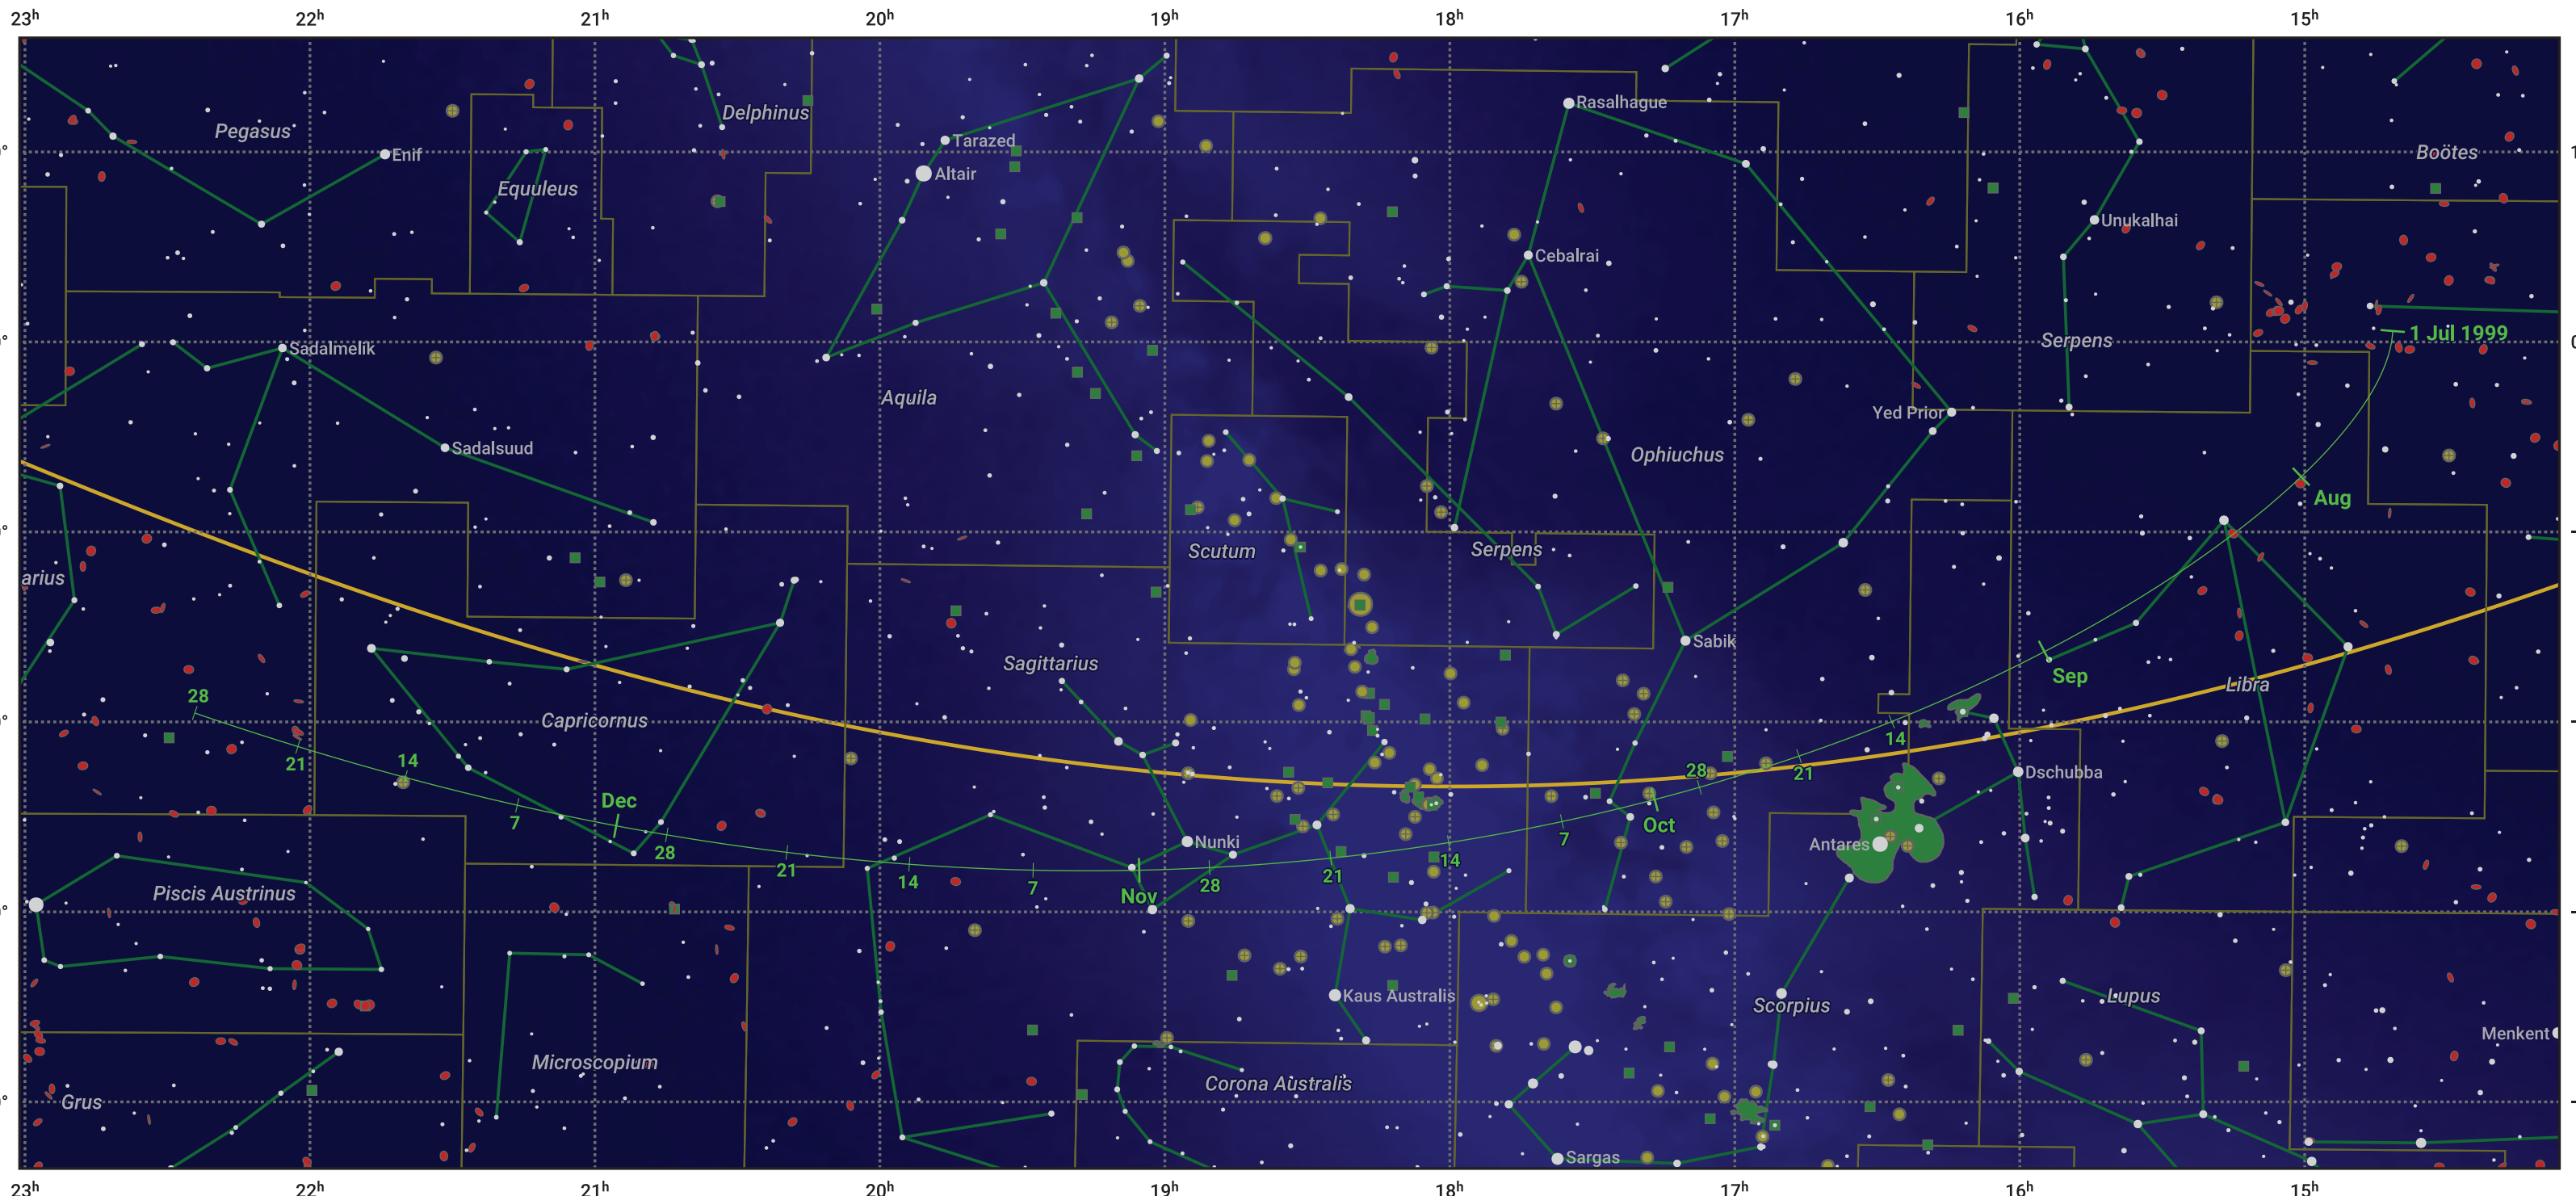 23h 22h 21h 20h 19h 18h 17h 16h 15h
Delphinus
Rasalhague
Pegasus
Tarazed
Enif
Boötes
Altair
Equuleus
Unukalhai
Cebalrai
1 Jul 1999
Serpens
Sadalmelik
Aquila
Yed Prior
Sadalsuud
Ophiuchus
Aug
Scutum
Serpens
arius
Sabik
Sagittarius
Sep
Libra
28
Capricornus
14
21
14
28
21
Dschubba
Dec
7
7
Oct
Nunki
Antares
28
21
14
7
Nov
28
21
14
Piscis Austrinus
Kaus Australis
Scorpius
Lupus
Menkent
Microscopium
Corona Australis
Grus
Sargas
23h 22h 21h 20h 19h 18h 17h 16h 15h